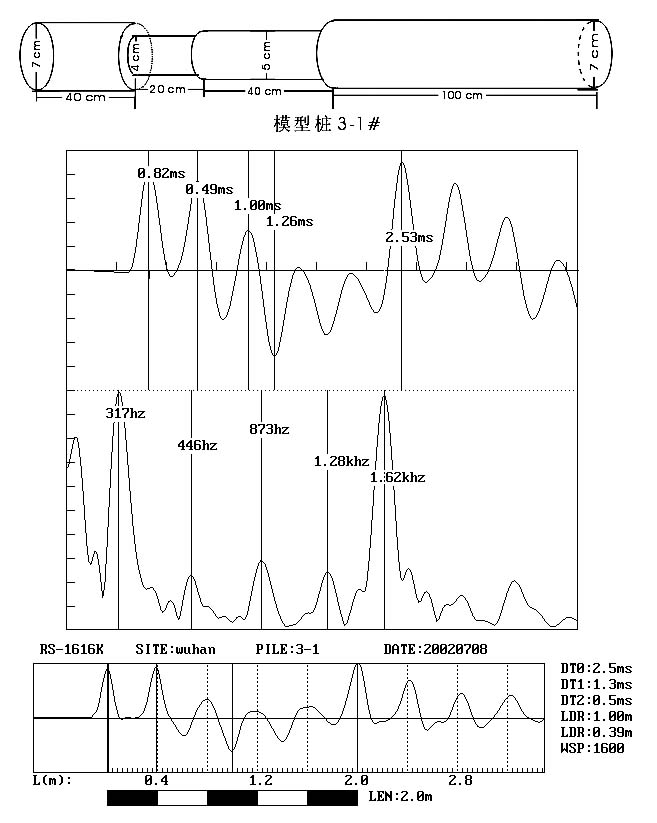 7 cm
4 cm
5 cm
7 cm
40 cm
20 cm
40 cm
100 cm
模型桩 3-1#
0.82ms
0.49ms
1.00ms
1.26ms
2.53ms
317hz
446hz
873hz
1.28khz
1.62khz
RS-1616K SITE:wuhan PILE:3-1 DATE:20020708
DT0:2.5ms
DT1:1.3ms
DT2:0.5ms
LDR:1.00m
LDR:0.39m
WSP:1600
L(m): 0.4 1.2 2.0 2.8
LEN:2.0m